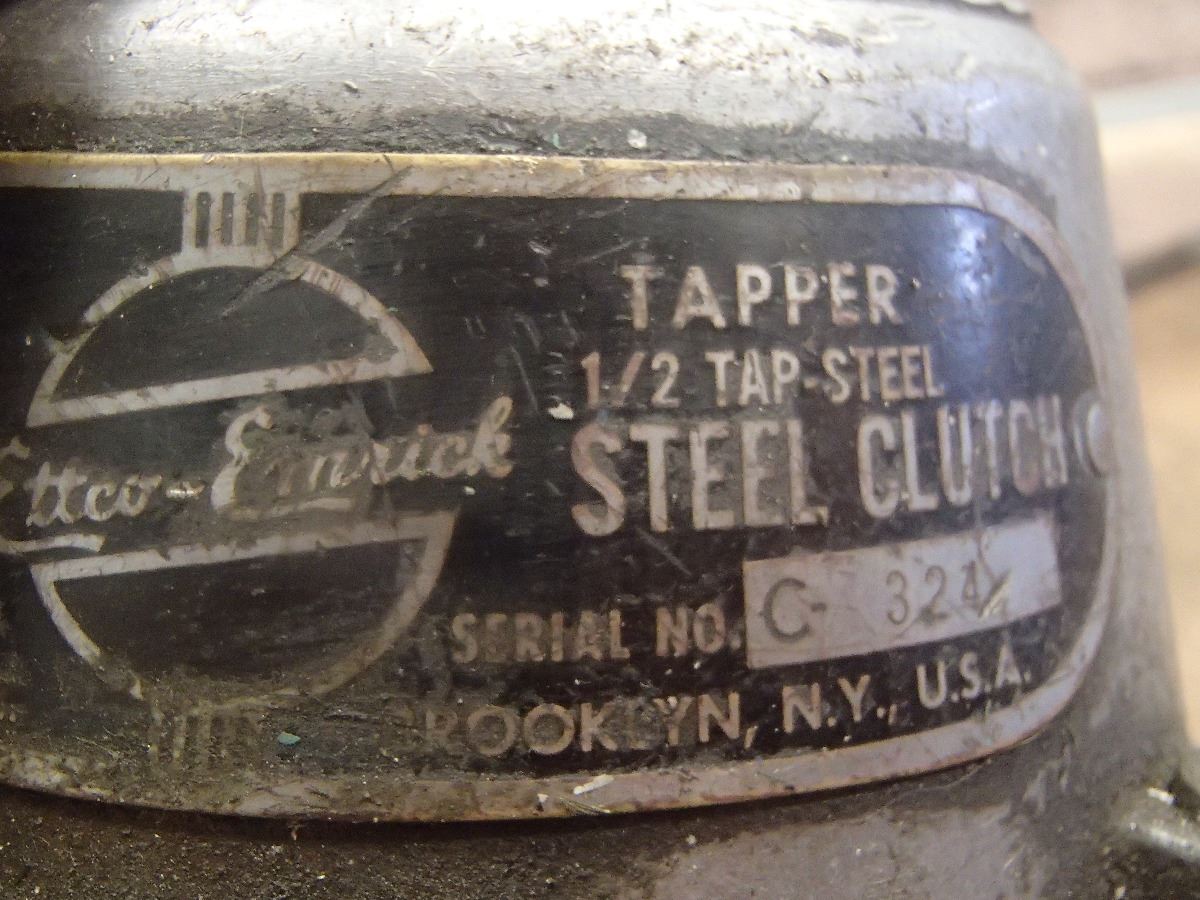 Ettco-Emrick
TAPPER
1/2 TAP-STEEL
STEEL CLUTCH
SERIAL NO. C- 324
BROOKLYN, N.Y., U.S.A.